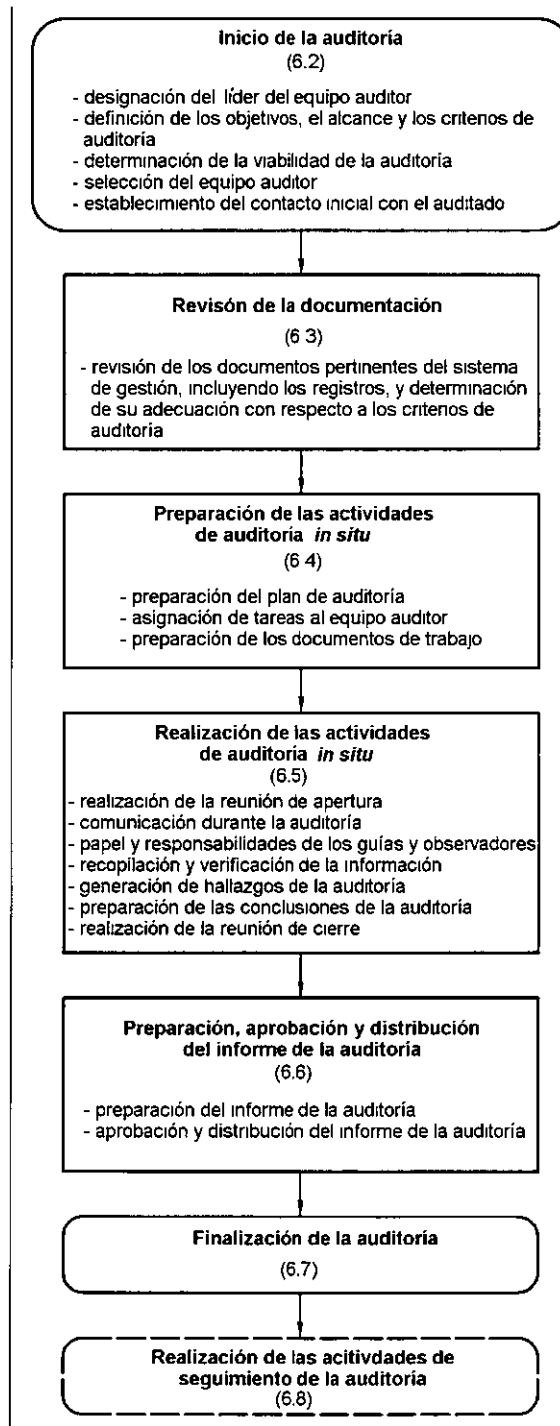 Inicio de la auditoría
(6.2)
- designación del líder del equipo auditor
- definición de los objetivos, el alcance y los criterios de
auditoría
- determinación de la viabilidad de la auditoría
- selección del equipo auditor
- establecimiento del contacto inicial con el auditado
Revisón de la documentación
(6 3)
- revisión de los documentos pertinentes del sistema
de gestión, incluyendo los registros, y determinación
de su adecuación con respecto a los criterios de
auditoría
Preparación de las actividades
de auditoría in situ
(6 4)
- preparación del plan de auditoría
- asignación de tareas al equipo auditor
- preparación de los documentos de trabajo
Realización de las actividades
de auditoría in situ
(6.5)
- realización de la reunión de apertura
- comunicación durante la auditoría
- papel y responsabilidades de los guías y observadores
- recopilación y verificación de la información
- generación de hallazgos de la auditoría
- preparación de las conclusiones de la auditoría
- realización de la reunión de cierre
Preparación, aprobación y distribución
del informe de la auditoría
(6.6)
- preparación del informe de la auditoría
- aprobación y distribución del informe de la auditoría
Finalización de la auditoría
(6.7)
Realización de las acitivdades de
seguimiento de la auditoría
(6.8)